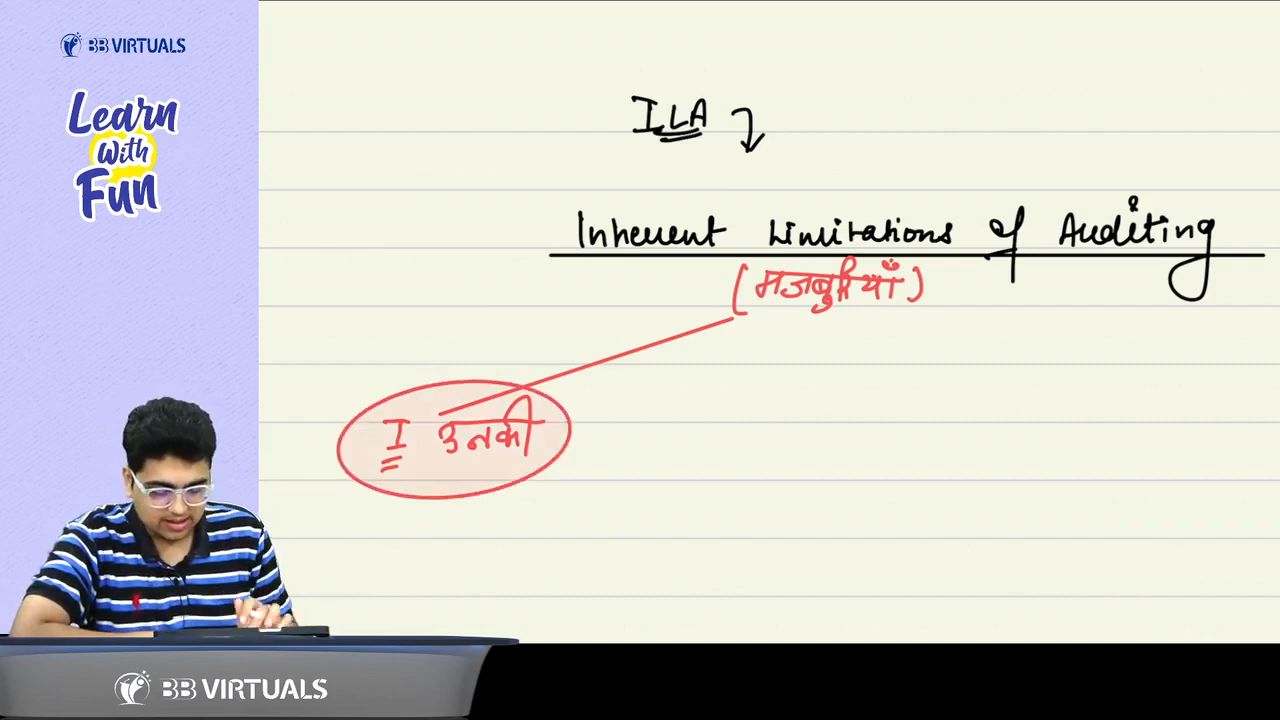 BB VIRTUALS
Learn
With
Fun
ILA
Inherent Limitations of Auditing
(मजबुरियाँ)
I उनकी
BB VIRTUALS